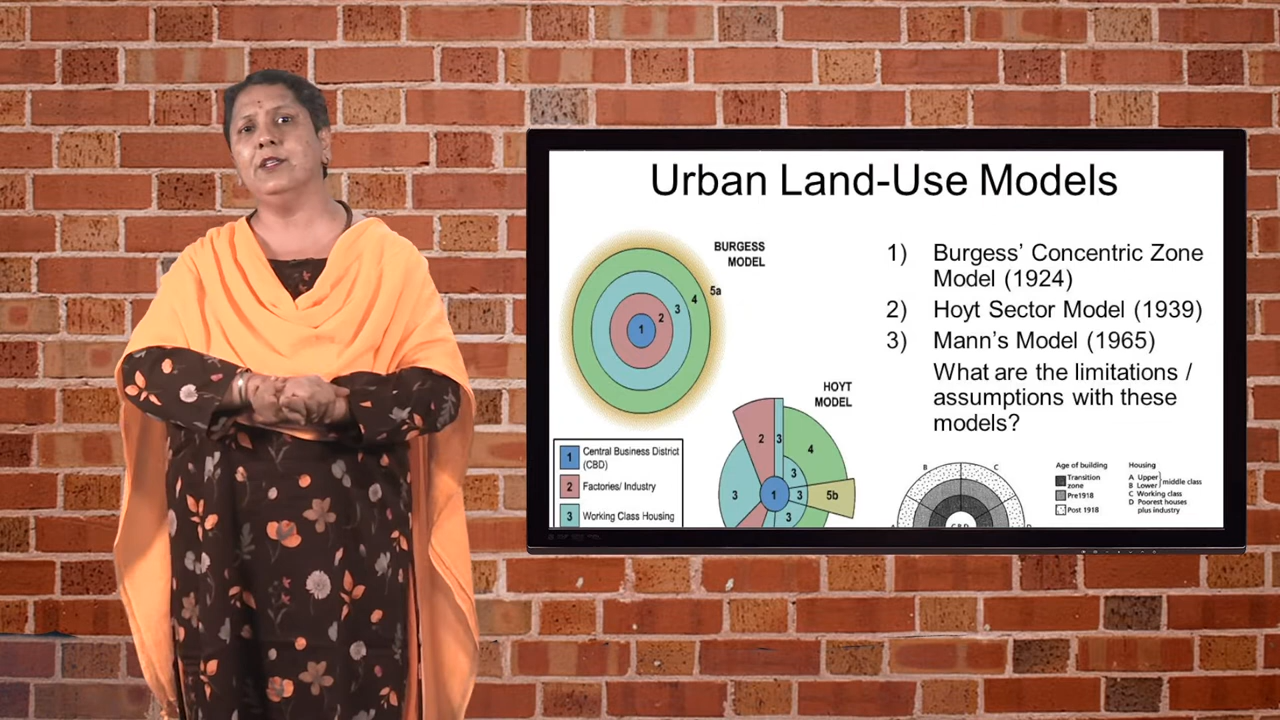 Urban Land-Use Models
BURGESS
MODEL
5a
4
3
2
1
1) Burgess’ Concentric Zone
Model (1924)
2) Hoyt Sector Model (1939)
3) Mann’s Model (1965)
What are the limitations /
assumptions with these
models?
HOYT
MODEL
2 3 4
3
3 1 3 5b
3
1 Central Business District
(CBD)
2 Factories/ Industry
3 Working Class Housing
B C
A D
CBD
Age of building
Transition
zone
Pre1918
Post 1918
Housing
A Upper
B Lower
middle class
C Working class
D Poorest houses
plus industry